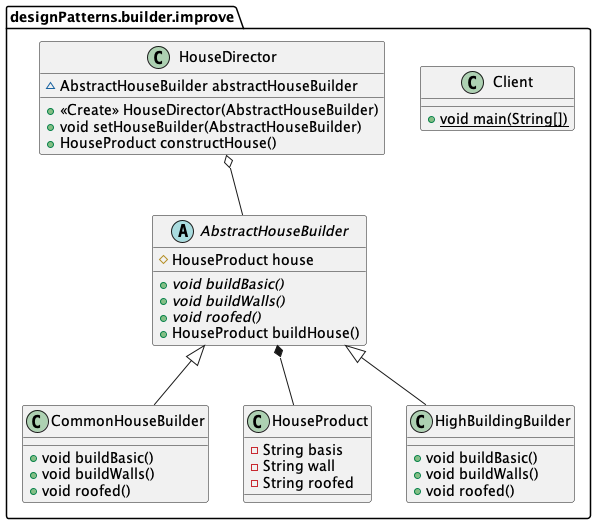 designPatterns.builder.improve
C HouseDirector
AbstractHouseBuilder abstractHouseBuilder
«Create» HouseDirector(AbstractHouseBuilder)
void setHouseBuilder(AbstractHouseBuilder)
HouseProduct constructHouse()
C Client
void main(String[])
A AbstractHouseBuilder
HouseProduct house
void buildBasic()
void buildWalls()
void roofed()
HouseProduct buildHouse()
C CommonHouseBuilder
void buildBasic()
void buildWalls()
void roofed()
C HouseProduct
String basis
String wall
String roofed
C HighBuildingBuilder
void buildBasic()
void buildWalls()
void roofed()